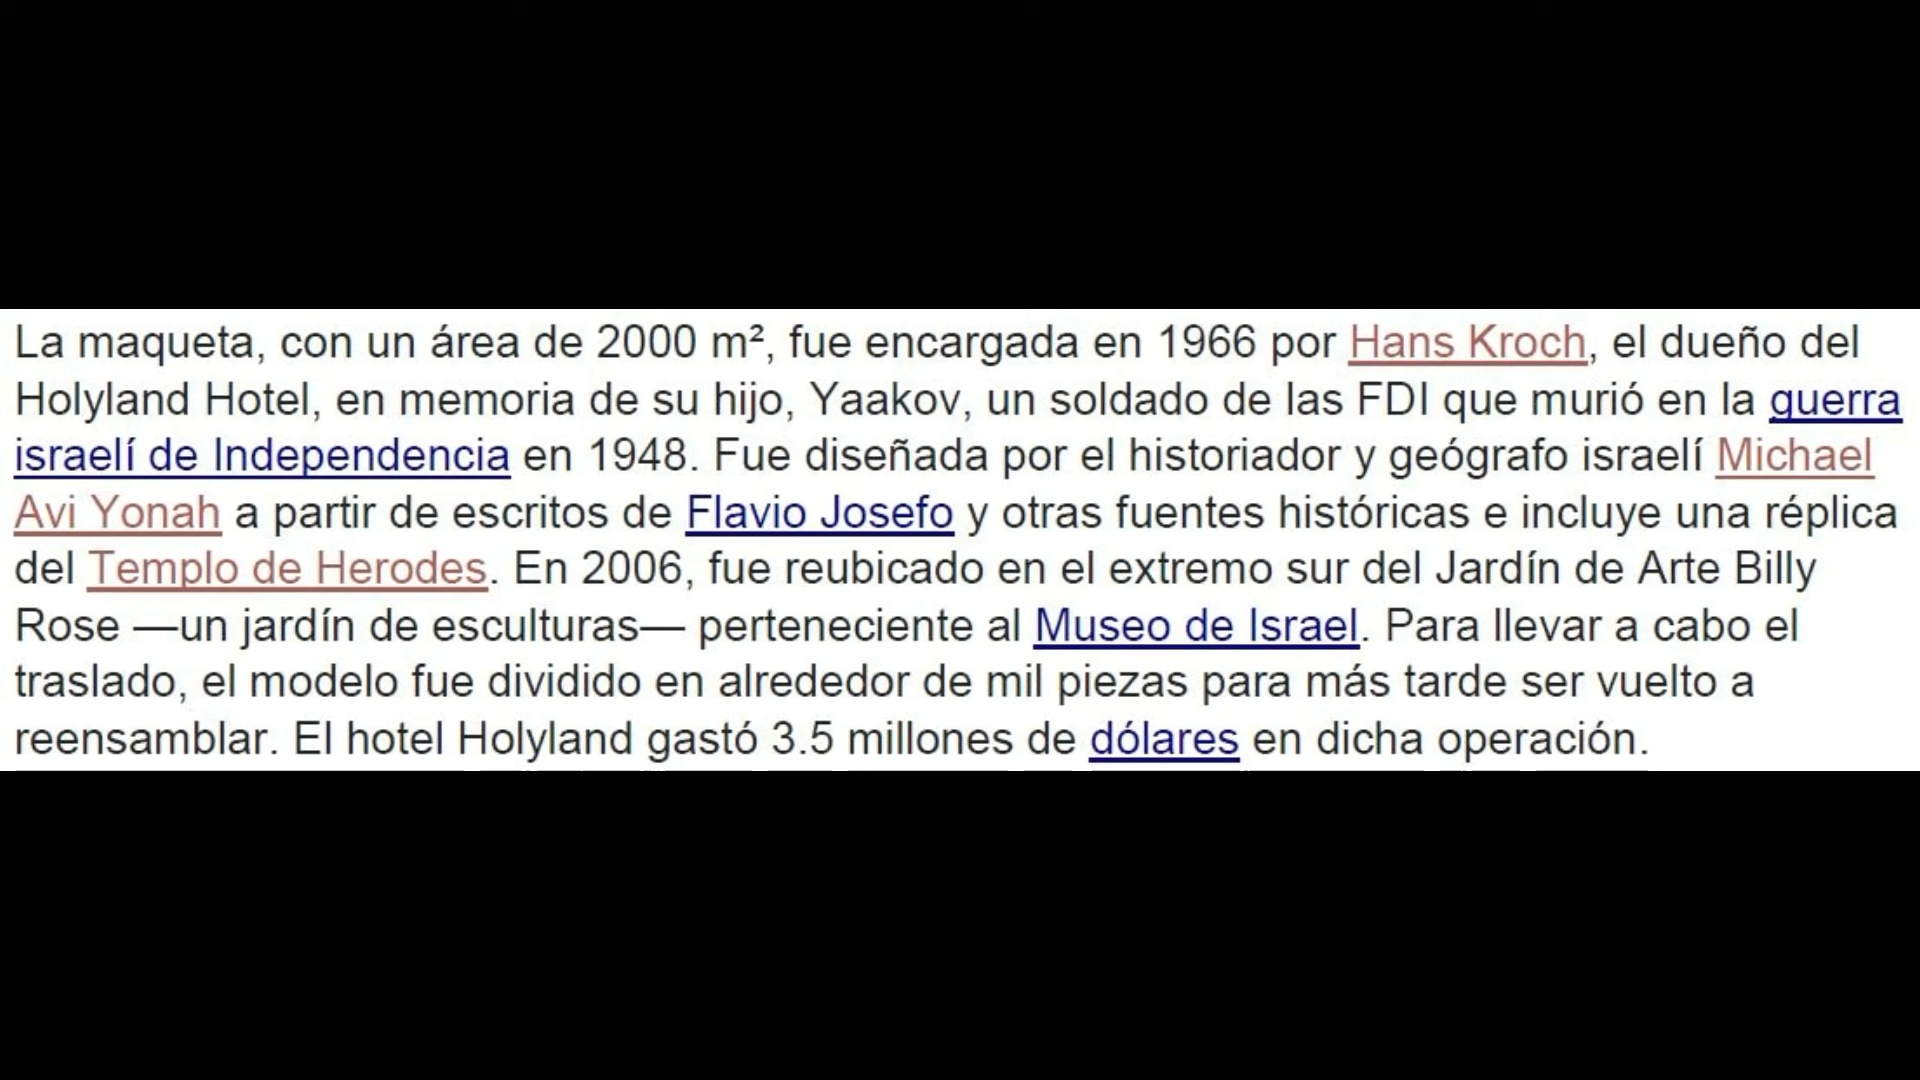 La maqueta, con un área de 2000 m², fue encargada en 1966 por Hans Kroch, el dueño del
Holyland Hotel, en memoria de su hijo, Yaakov, un soldado de las FDI que murió en la guerra
israelí de Independencia en 1948. Fue diseñada por el historiador y geógrafo israelí Michael
Avi Yonah a partir de escritos de Flavio Josefo y otras fuentes históricas e incluye una réplica
del Templo de Herodes. En 2006, fue reubicado en el extremo sur del Jardín de Arte Billy
Rose —un jardín de esculturas— perteneciente al Museo de Israel. Para llevar a cabo el
traslado, el modelo fue dividido en alrededor de mil piezas para más tarde ser vuelto a
reensamblar. El hotel Holyland gastó 3.5 millones de dólares en dicha operación.